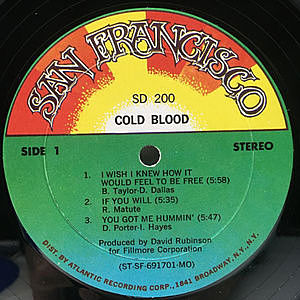 SAN FRANCISCO
SD 200
COLD BLOOD
SIDE 1
STEREO
1. I WISH I KNEW HOW IT
WOULD FEEL TO BE FREE (5:58)
B. Taylor-D. Dallas
2. IF YOU WILL (5:35)
R. Matute
3. YOU GOT ME HUMMIN' (5:47)
D. Porter-I. Hayes
Produced by David Rubinson
for Fillmore Corporation
(ST-SF-691701-MO)
DIST. BY ATLANTIC RECORDING CORP., 1841 BROADWAY, N.Y., N.Y.